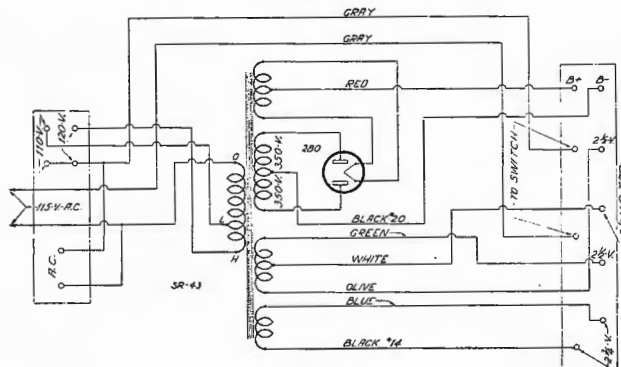 GRAY
GRAY
RED
B+
B-
110-V.
120-V.
280
350-V.
350-V.
TO SWITCH
2½-V.
O
115-V-A.C.
L
H
BLACK #20
GREEN
WHITE
2½-V.
A.C.
SR-43
OLIVE
BLUE
BLACK #14
2½-V.